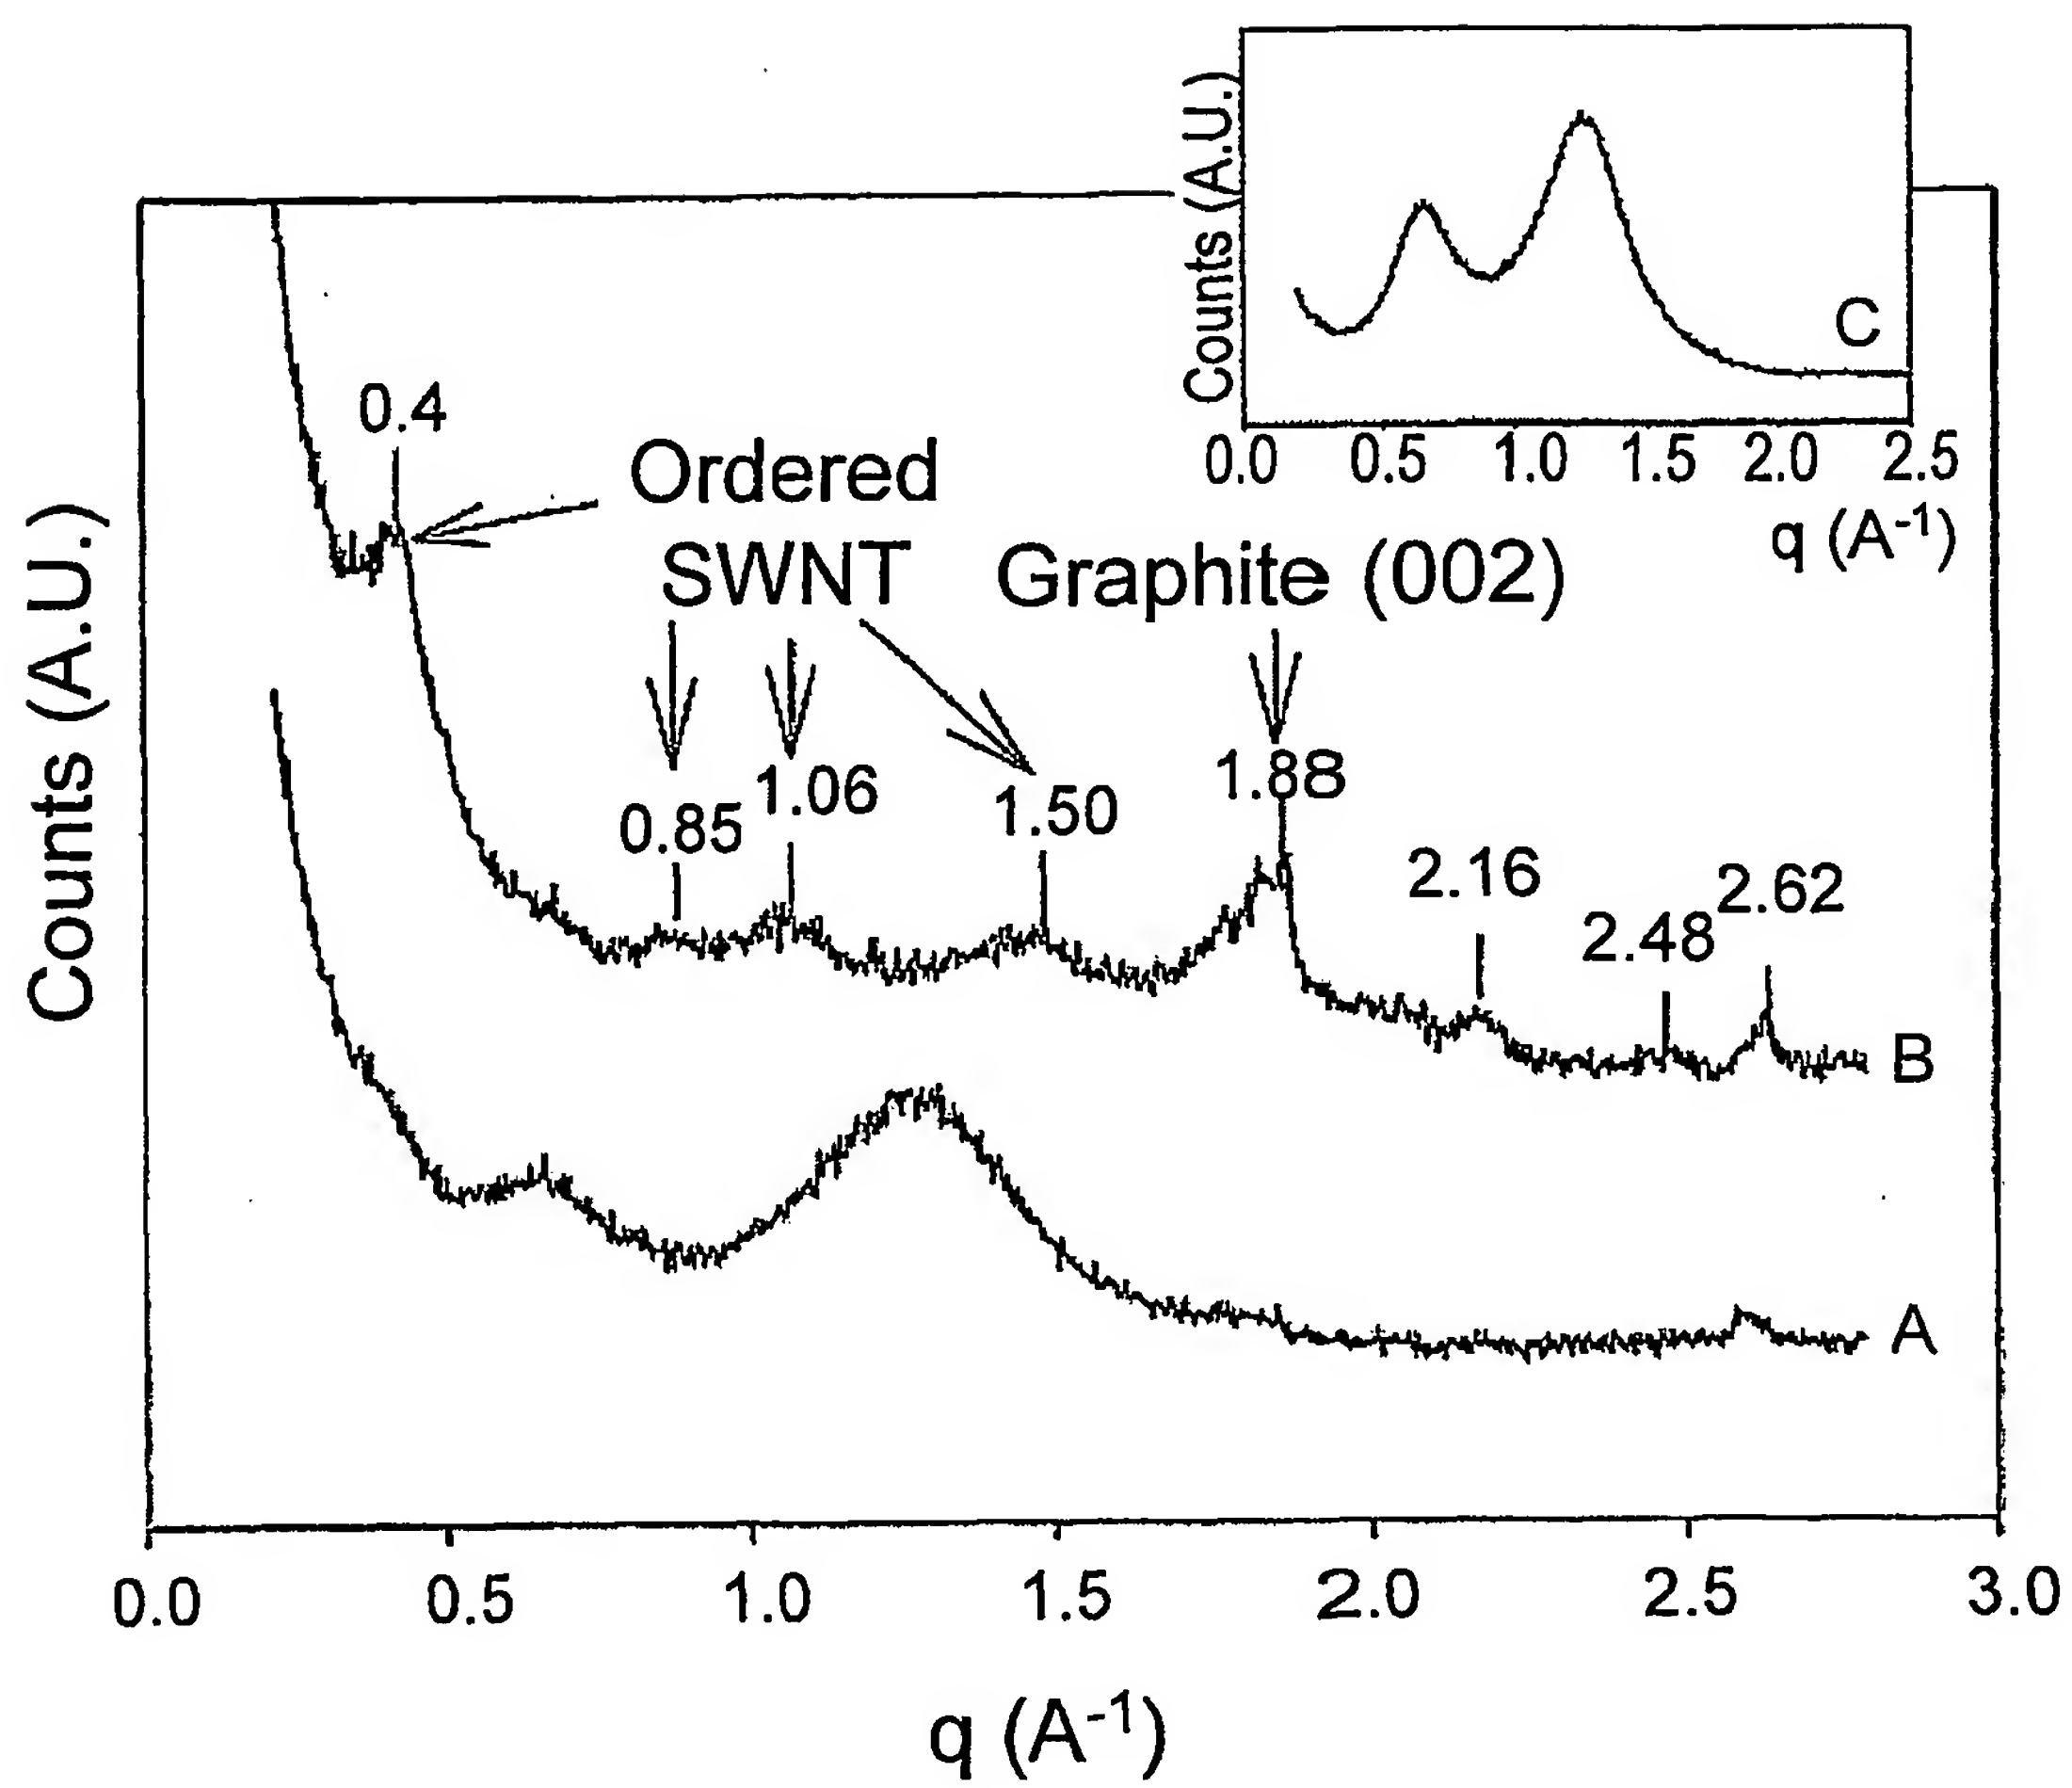 Counts (A.U.)
C
0.0 0.5 1.0 1.5 2.0 2.5
q (A-1)
0.4
Ordered
SWNT
Graphite (002)
0.85
1.06
1.50
1.88
2.16
2.48
2.62
B
A
Counts (A.U.)
0.0 0.5 1.0 1.5 2.0 2.5 3.0
q (A-1)